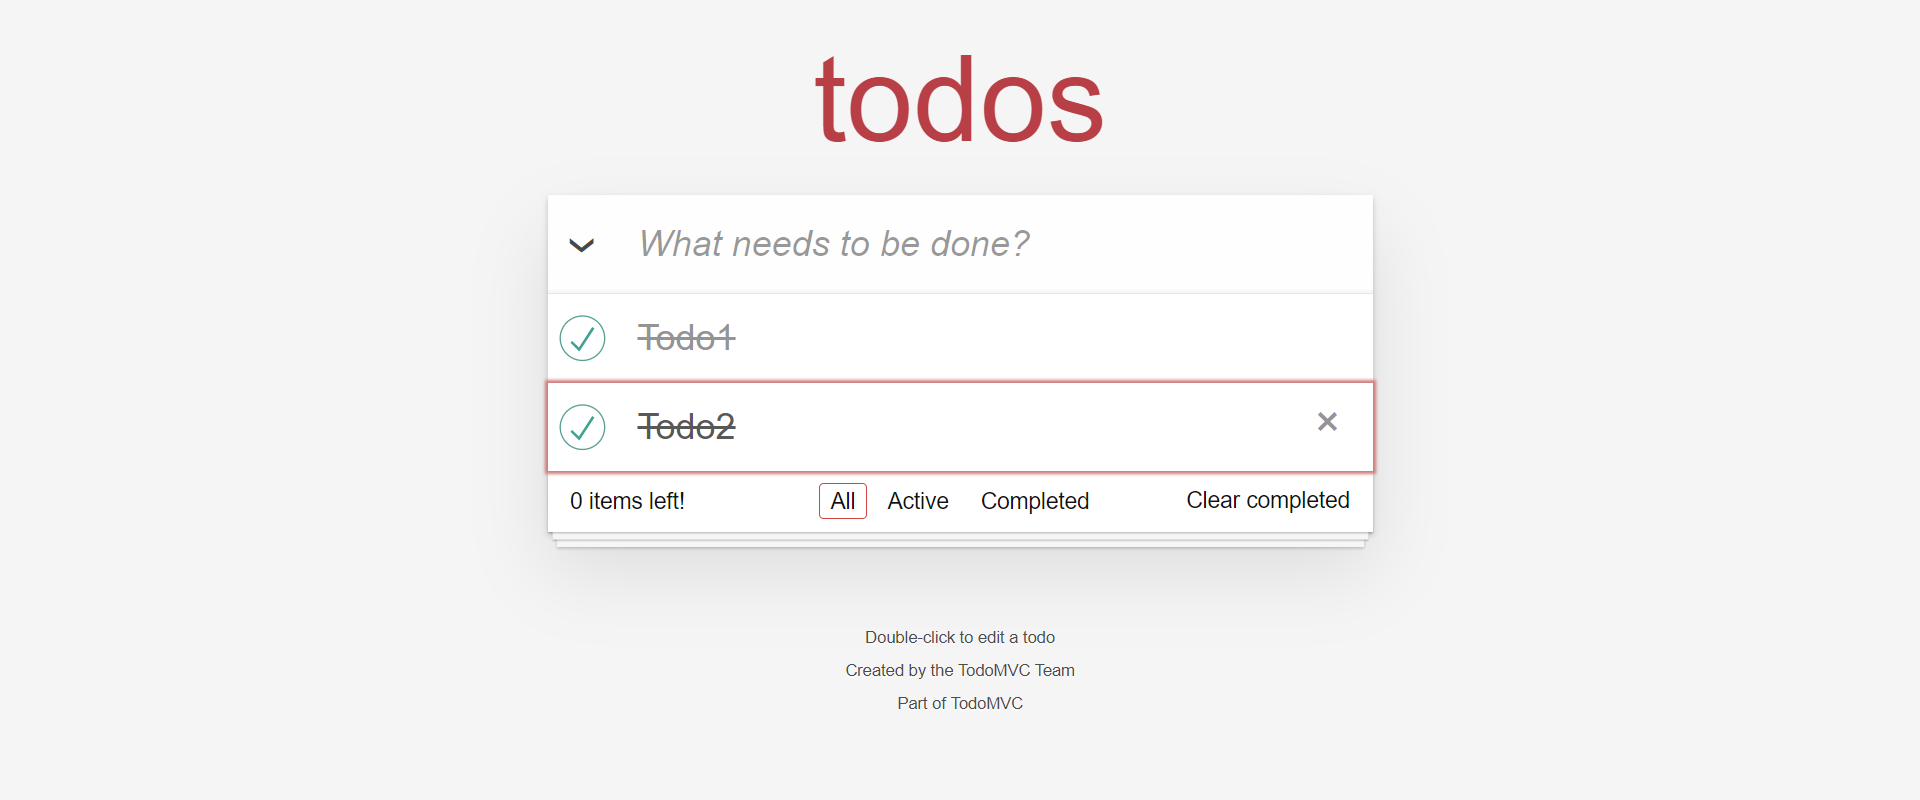 todos
What needs to be done?
Todo1
Todo2
0 items left! All Active Completed Clear completed
Double-click to edit a todo
Created by the TodoMVC Team
Part of TodoMVC